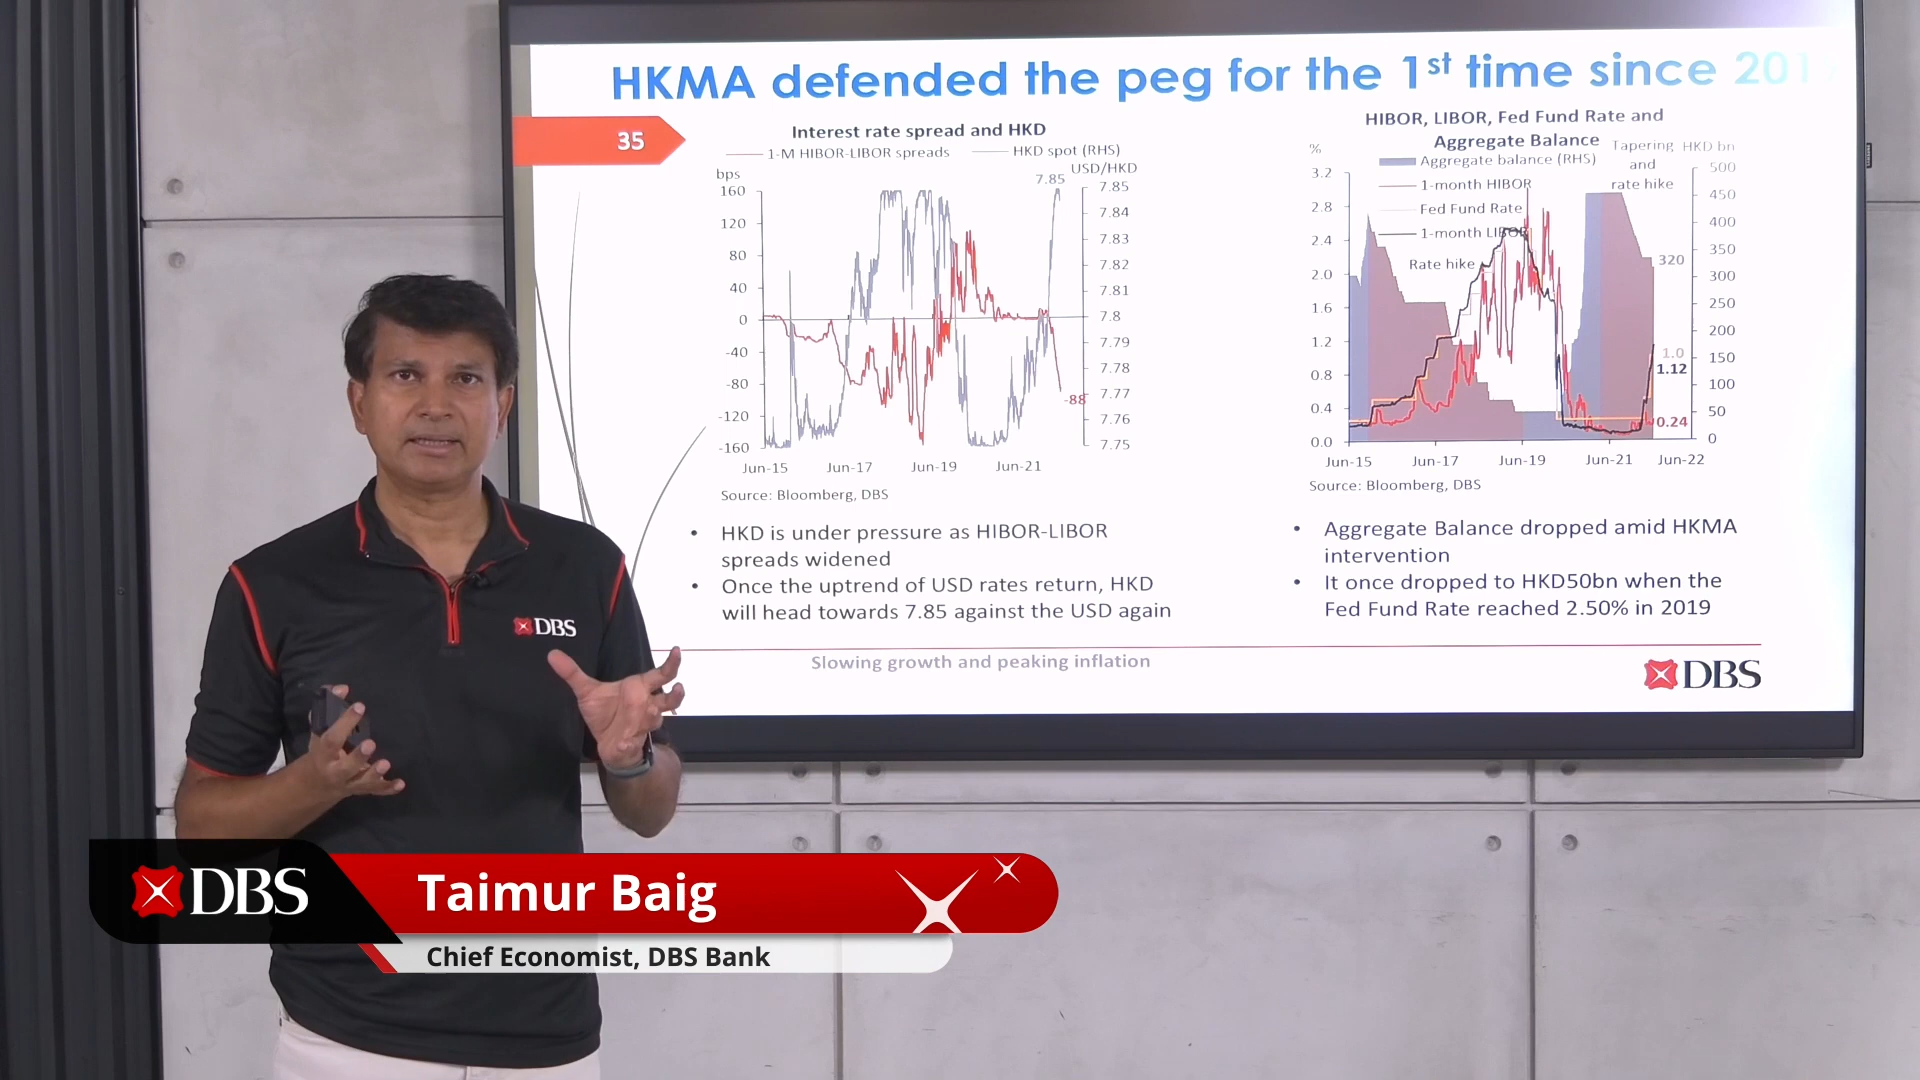 HKMA defended the peg for the 1st time since 201
35
Interest rate spread and HKD
1-M HIBOR-LIBOR spreads HKD spot (RHS)
bps USD/HKD
7.85
160
120
80
40
0
-40
-80
-120
-160
7.85
7.84
7.83
7.82
7.81
7.8
7.79
7.78
7.77
7.76
7.75
-88
Jun-15 Jun-17 Jun-19 Jun-21
Source: Bloomberg, DBS
• HKD is under pressure as HIBOR-LIBOR
spreads widened
• Once the uptrend of USD rates return, HKD
will head towards 7.85 against the USD again
HIBOR, LIBOR, Fed Fund Rate and
Aggregate Balance
% HKD bn
Aggregate balance (RHS)
1-month HIBOR
Fed Fund Rate
1-month LIBOR
Tapering
and
rate hike
Rate hike
3.2
2.8
2.4
2.0
1.6
1.2
0.8
0.4
0.0
500
450
400
350
300
250
200
150
100
50
0
320
1.0
1.12
0.24
Jun-15 Jun-17 Jun-19 Jun-21 Jun-22
Source: Bloomberg, DBS
• Aggregate Balance dropped amid HKMA
intervention
• It once dropped to HKD50bn when the
Fed Fund Rate reached 2.50% in 2019
Slowing growth and peaking inflation
DBS
DBS
DBS
Taimur Baig
Chief Economist, DBS Bank